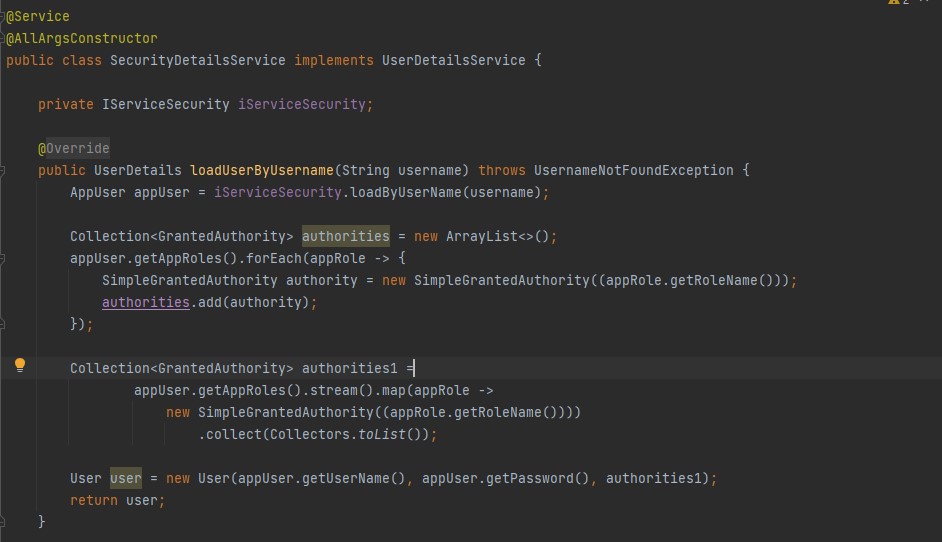 2
@Service
@AllArgsConstructor
public class SecurityDetailsService implements UserDetailsService {
private IServiceSecurity iServiceSecurity;
@Override
public UserDetails loadUserByUsername(String username) throws UsernameNotFoundException {
AppUser appUser = iServiceSecurity.loadByUserName(username);
Collection<GrantedAuthority> authorities = new ArrayList<>();
appUser.getAppRoles().forEach(appRole -> {
SimpleGrantedAuthority authority = new SimpleGrantedAuthority((appRole.getRoleName()));
authorities.add(authority);
});
Collection<GrantedAuthority> authorities1 =
appUser.getAppRoles().stream().map(appRole ->
new SimpleGrantedAuthority((appRole.getRoleName())))
.collect(Collectors.toList());
User user = new User(appUser.getUserName(), appUser.getPassword(), authorities1);
return user;
}